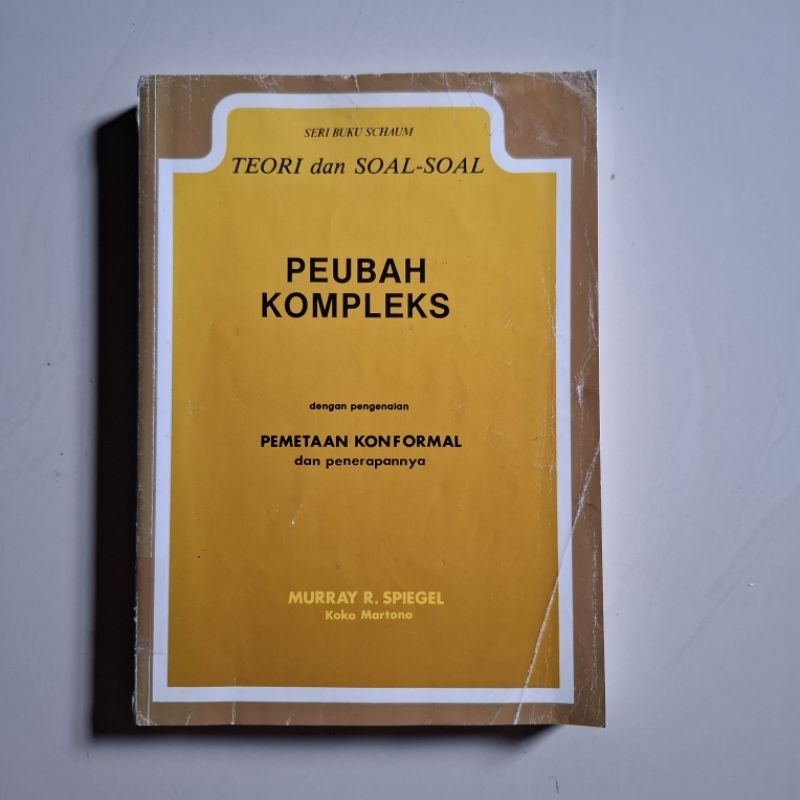 SERI BUKU SCHAUM
TEORI dan SOAL-SOAL
PEUBAH
KOMPLEKS
dengan pengenalan
PEMETAAN KONFORMAL
dan penerapannya
MURRAY R. SPIEGEL
Koko Martono